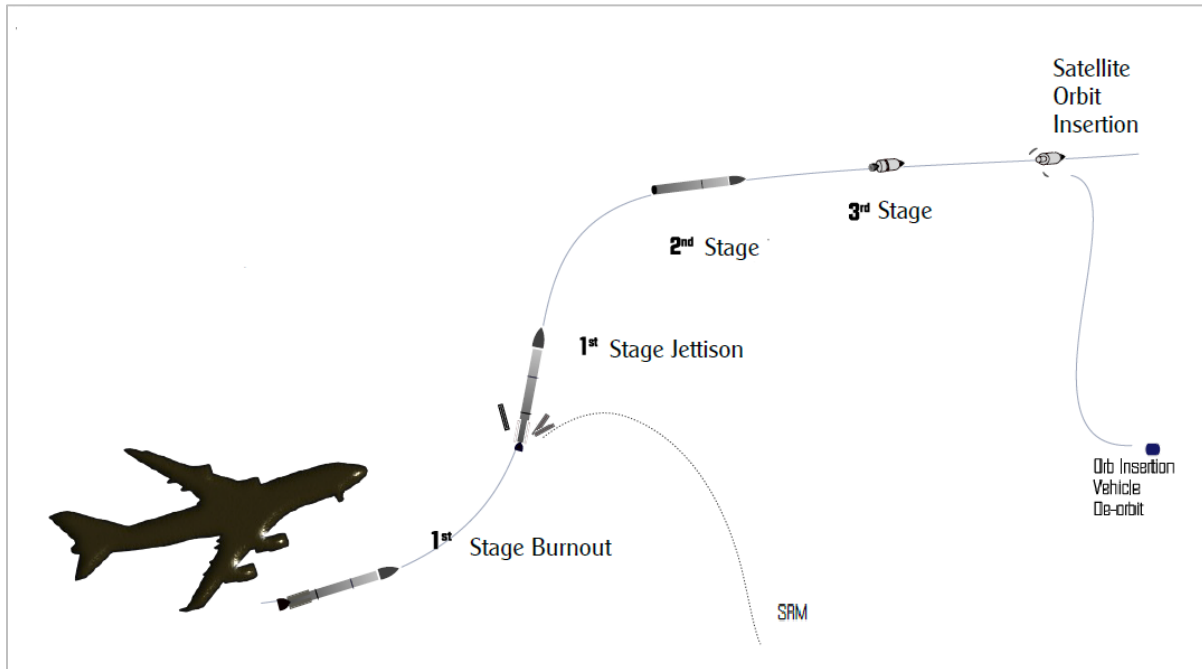 Satellite
Orbit
Insertion
3rd Stage
2nd Stage
1st Stage Jettison
Orb Insertion
Vehicle
De-orbit
1st Stage Burnout
SRM